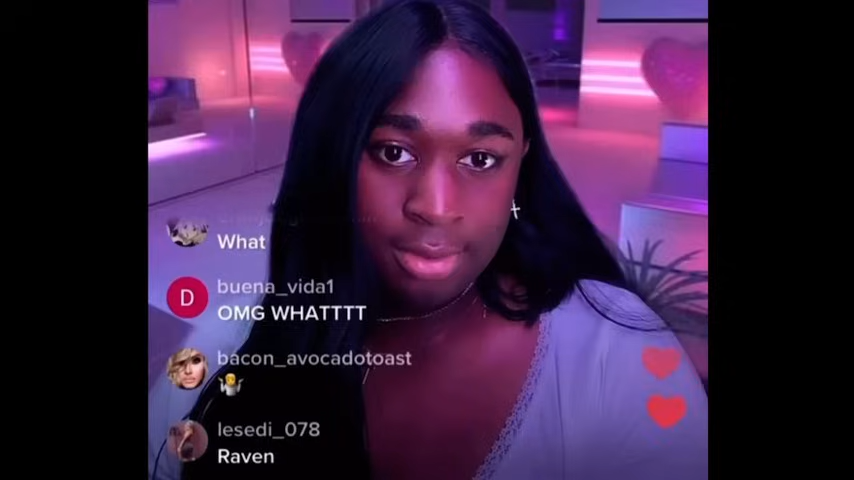 What
D
buena_vida1
OMG WHATTTT
bacon_avocadotoast
🤷
lesedi_078
Raven